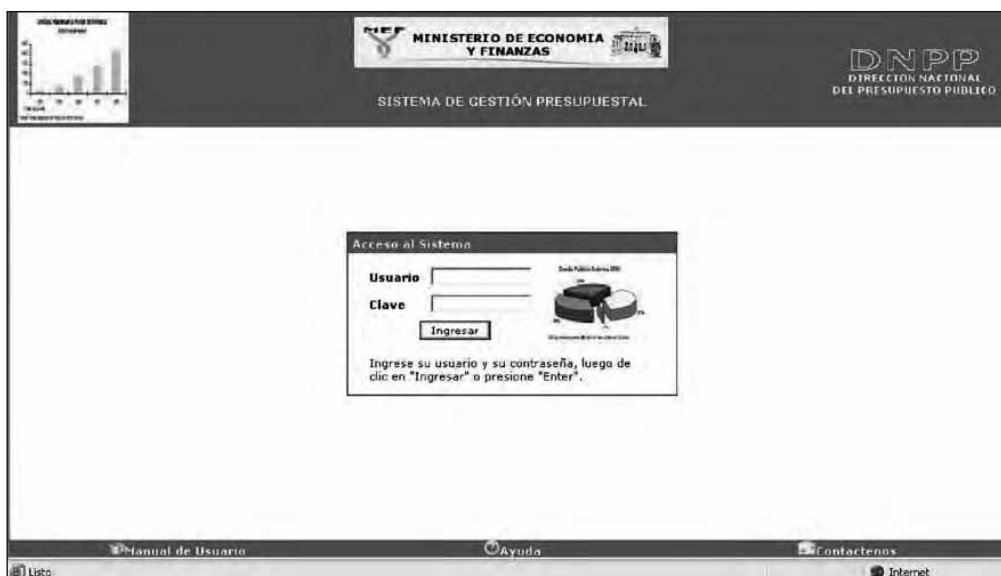 MEF
MINISTERIO DE ECONOMIA
Y FINANZAS
SISTEMA DE GESTIÓN PRESUPUESTAL
DNPP
DIRECCION NACIONAL
DEL PRESUPUESTO PUBLICO
Acceso al Sistema
Usuario
Clave
Ingresar
Ingrese su usuario y su contraseña, luego de
clic en "Ingresar" o presione "Enter".
Manual de Usuario
Ayuda
Contactenos
Listo
Internet